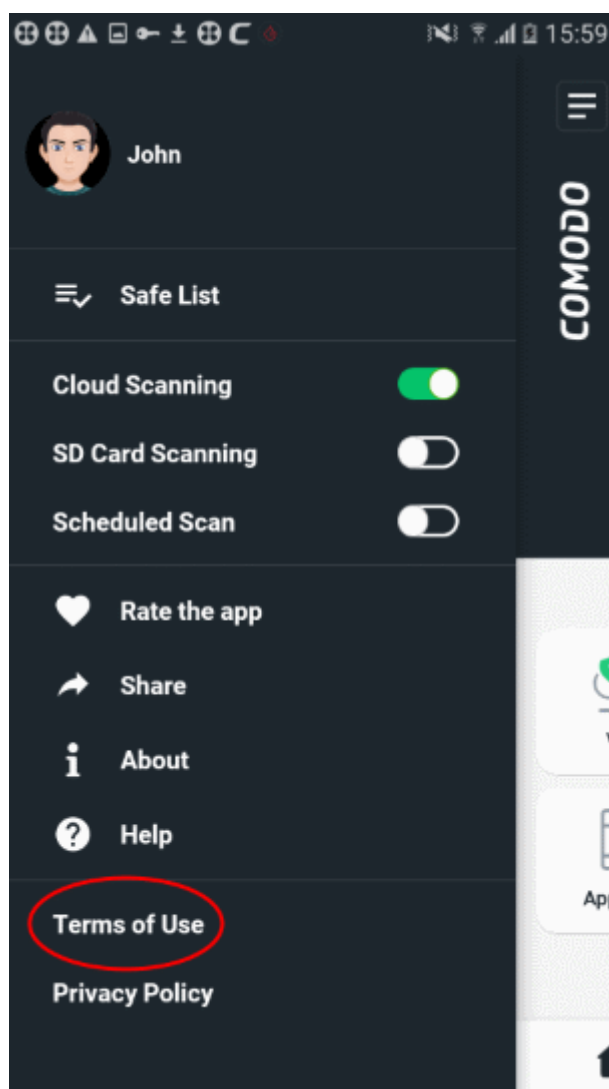 15:59
John
COMODO
Safe List
Cloud Scanning
SD Card Scanning
Scheduled Scan
Rate the app
Share
About
Help
Terms of Use
Privacy Policy